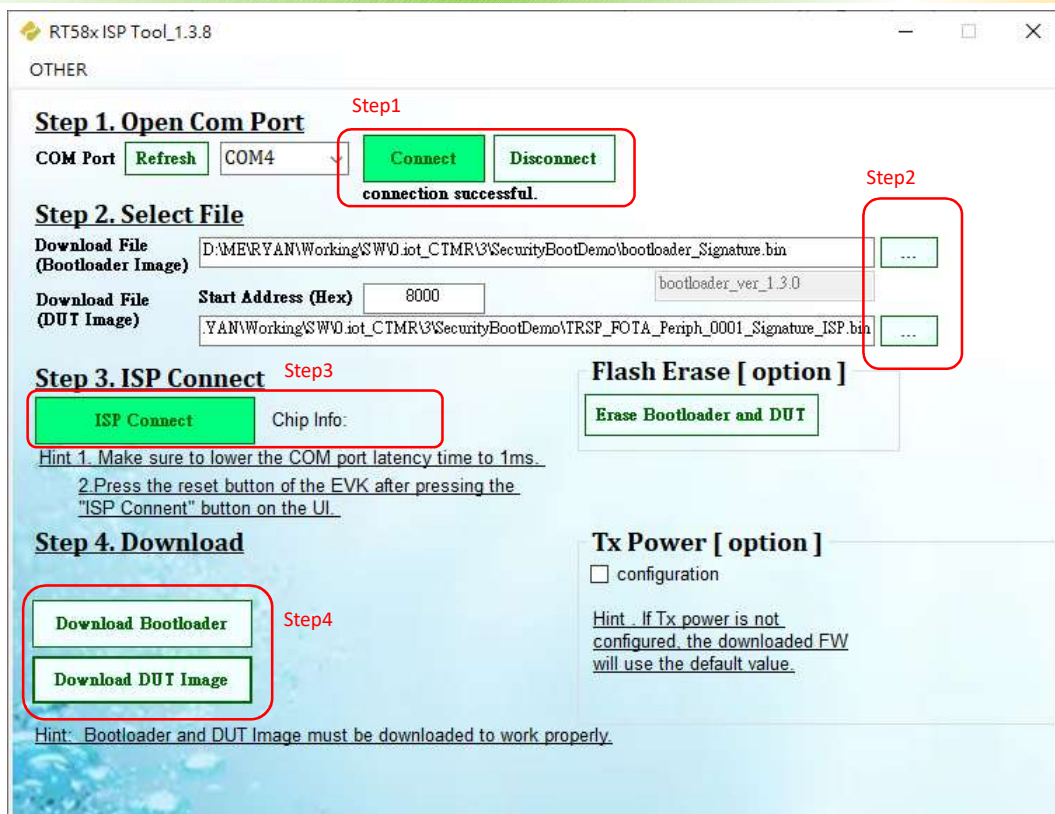 RT58x ISP Tool_1.3.8
OTHER
Step1
Step 1. Open Com Port
COM Port Refresh COM4 Connect Disconnect
connection successful.
Step2
Step 2. Select File
Download File
(Bootloader Image)
D:\ME\RYAN\Working\SW\0.iot_CTMR\3\SecurityBootDemo\bootloader_Signature.bin
...
bootloader_ver_1.3.0
Download File
(DUT Image)
Start Address (Hex) 8000
.YAN\Working\SW\0.iot_CTMR\3\SecurityBootDemo\TRSP_FOTA_Periph_0001_Signature_ISP.bin
...
Step 3. ISP Connect
Step3
ISP Connect Chip Info:
Hint 1. Make sure to lower the COM port latency time to 1ms.
2.Press the reset button of the EVK after pressing the
"ISP Connent" button on the UI.
Flash Erase [ option ]
Erase Bootloader and DUT
Step 4. Download
Step4
Download Bootloader
Download DUT Image
Tx Power [ option ]
configuration
Hint . If Tx power is not
configured, the downloaded FW
will use the default value.
Hint: Bootloader and DUT Image must be downloaded to work properly.